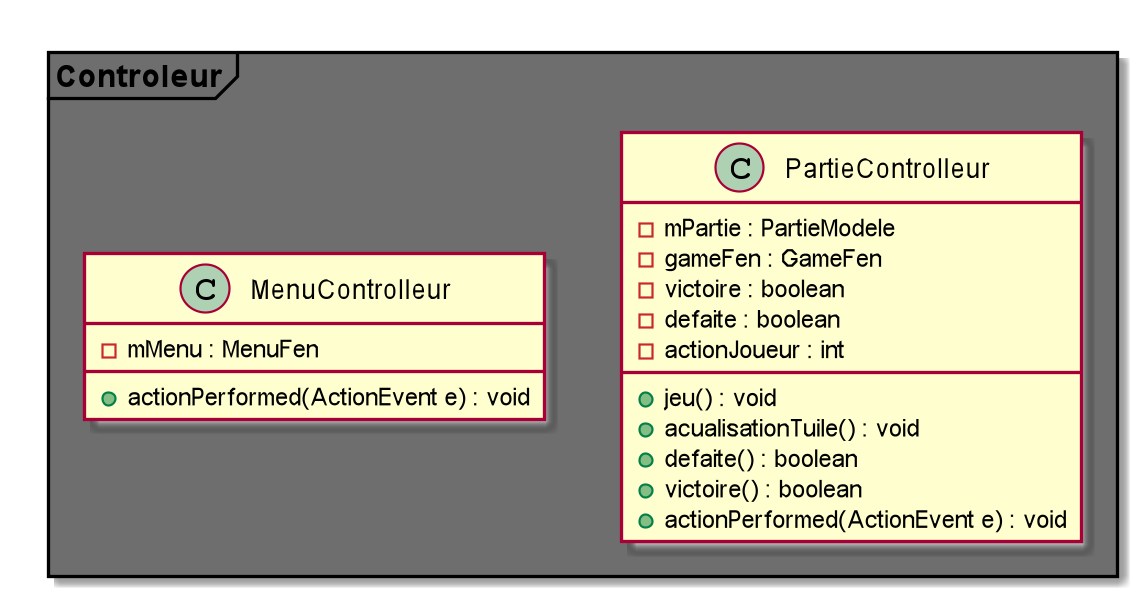 Controleur
C MenuControlleur
mMenu : MenuFen
actionPerformed(ActionEvent e) : void
C PartieControlleur
mPartie : PartieModele
gameFen : GameFen
victoire : boolean
defaite : boolean
actionJoueur : int
jeu() : void
acualisationTuile() : void
defaite() : boolean
victoire() : boolean
actionPerformed(ActionEvent e) : void